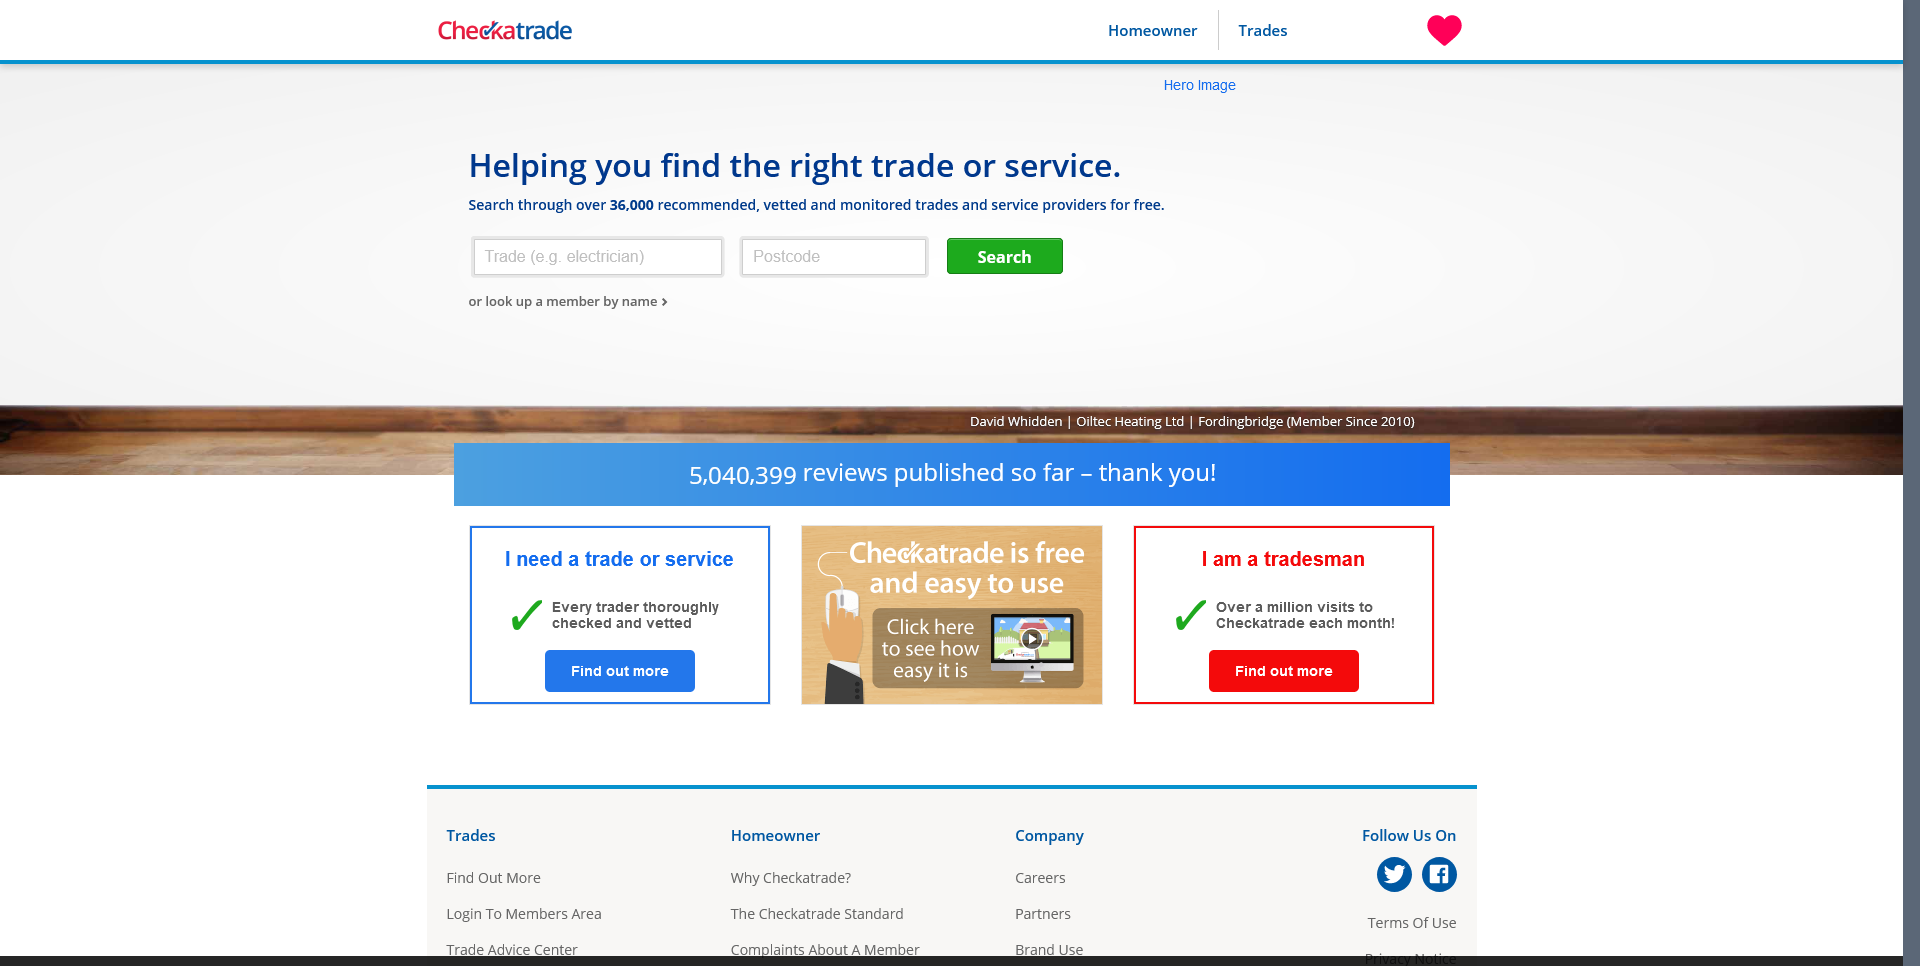 Checkatrade
Homeowner
Trades
Hero Image
Helping you find the right trade or service.
Search through over 36,000 recommended, vetted and monitored trades and service providers for free.
Trade (e.g. electrician)
Postcode
Search
or look up a member by name
David Whidden | Oiltec Heating Ltd | Fordingbridge (Member Since 2010)
5,040,399 reviews published so far – thank you!
I need a trade or service
Every trader thoroughly
checked and vetted
Find out more
Checkatrade is free
and easy to use
Click here
to see how
easy it is
I am a tradesman
Over a million visits to
Checkatrade each month!
Find out more
Trades
Find Out More
Login To Members Area
Trade Advice Center
Homeowner
Why Checkatrade?
The Checkatrade Standard
Complaints About A Member
Company
Careers
Partners
Brand Use
Follow Us On
Terms Of Use
Privacy Notice